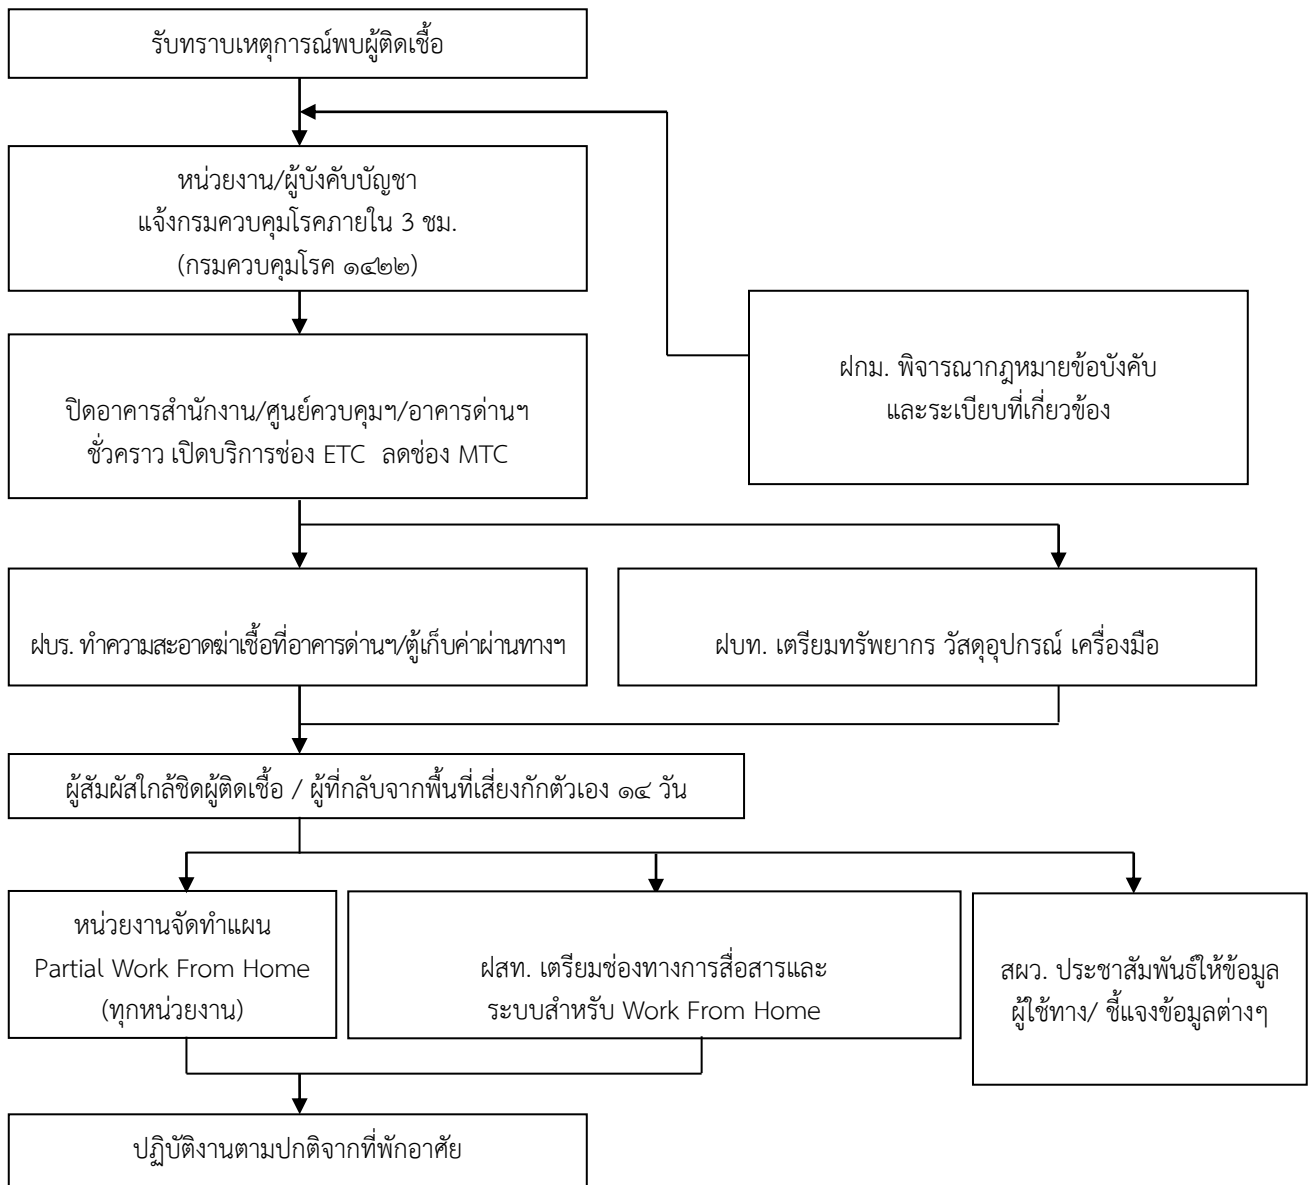 รับทราบเหตุการณ์พบผู้ติดเชื้อ
หน่วยงาน/ผู้บังคับบัญชา
แจ้งกรมควบคุมโรคภายใน 3 ชม.
(กรมควบคุมโรค ๑๔๒๒)
ฝกม. พิจารณากฎหมายข้อบังคับ
และระเบียบที่เกี่ยวข้อง
ปิดอาคารสำนักงาน/ศูนย์ควบคุมฯ/อาคารด่านฯ
ชั่วคราว เปิดบริการช่อง ETC ลดช่อง MTC
ฝบร. ทำความสะอาดฆ่าเชื้อที่อาคารด่านฯ/ตู้เก็บค่าผ่านทางฯ
ฝบท. เตรียมทรัพยากร วัสดุอุปกรณ์ เครื่องมือ
ผู้สัมผัสใกล้ชิดผู้ติดเชื้อ / ผู้ที่กลับจากพื้นที่เสี่ยงกักตัวเอง ๑๔ วัน
หน่วยงานจัดทำแผน
Partial Work From Home
(ทุกหน่วยงาน)
ฝสท. เตรียมช่องทางการสื่อสารและ
ระบบสำหรับ Work From Home
สผว. ประชาสัมพันธ์ให้ข้อมูล
ผู้ใช้ทาง/ ชี้แจงข้อมูลต่างๆ
ปฏิบัติงานตามปกติจากที่พักอาศัย